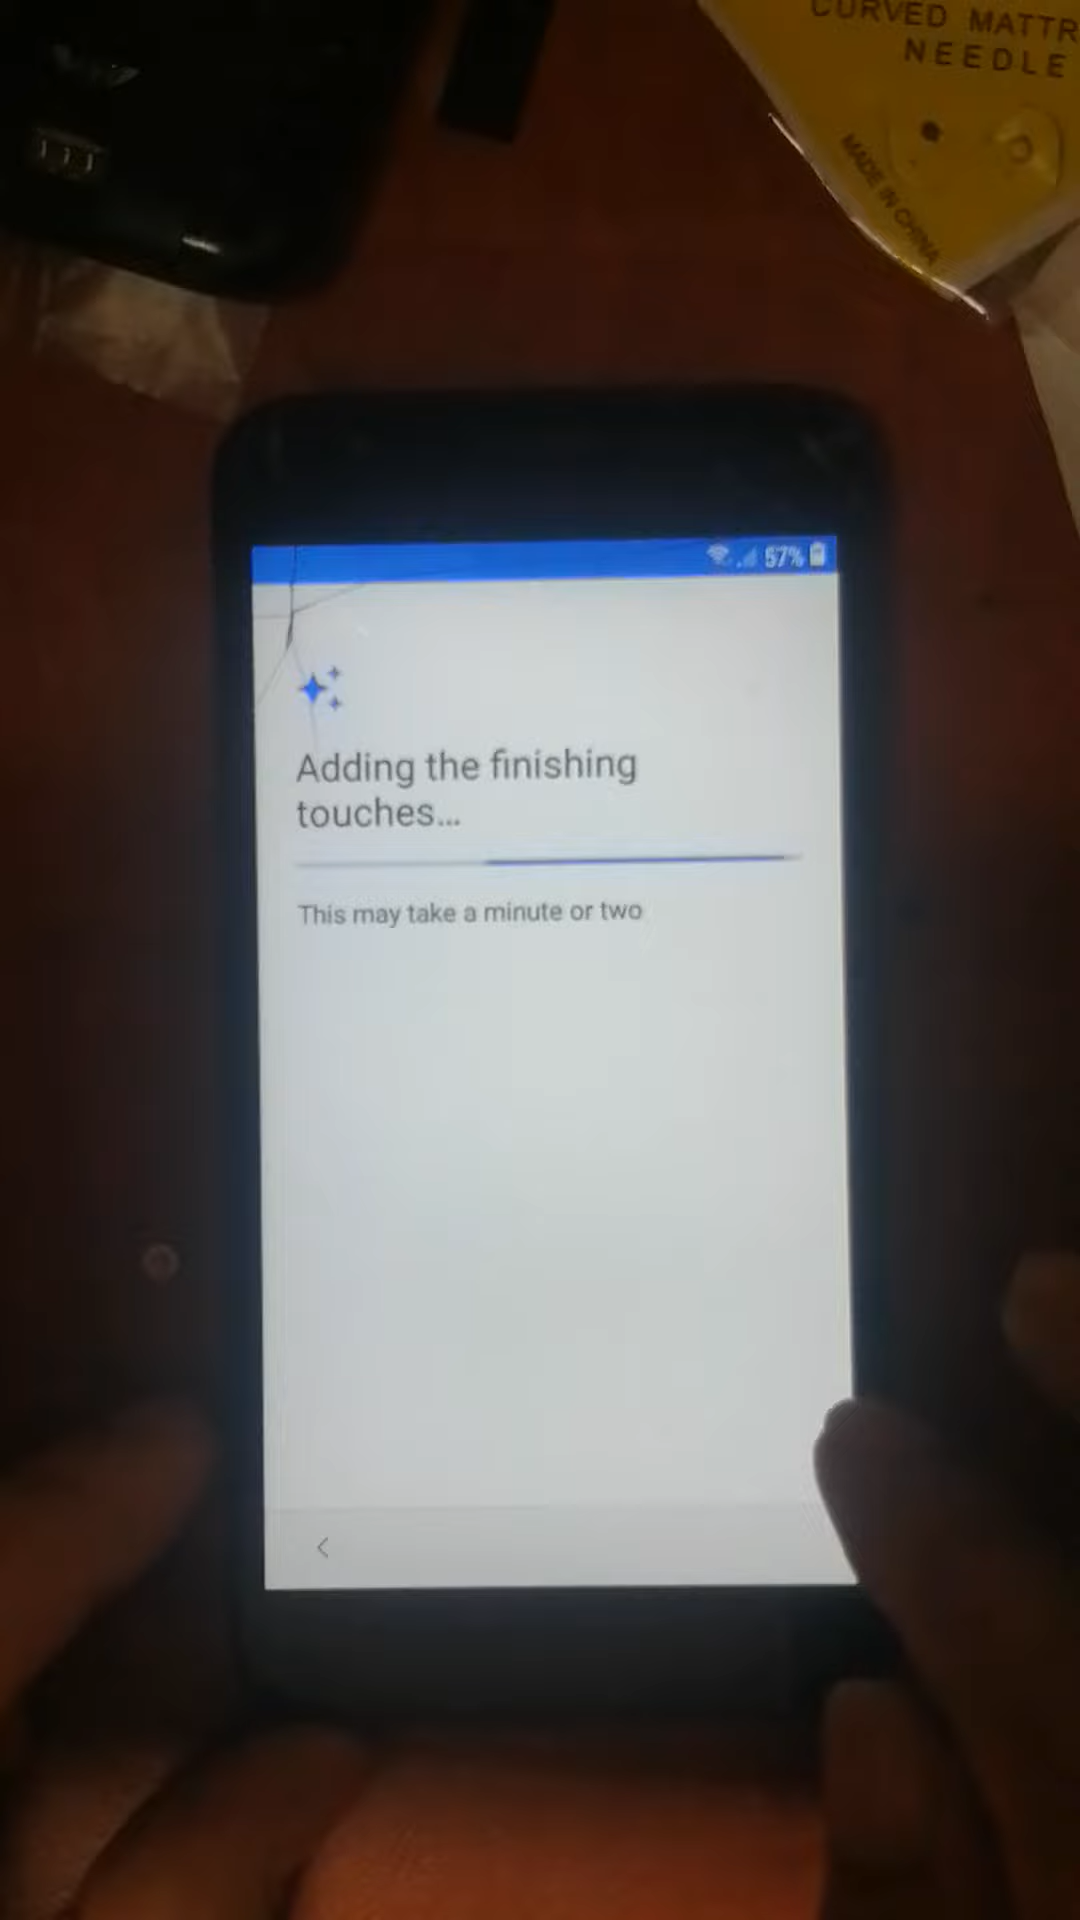 CURVED MATTR
NEEDLE
MADE IN CHINA
57%
Adding the finishing
touches...
This may take a minute or two